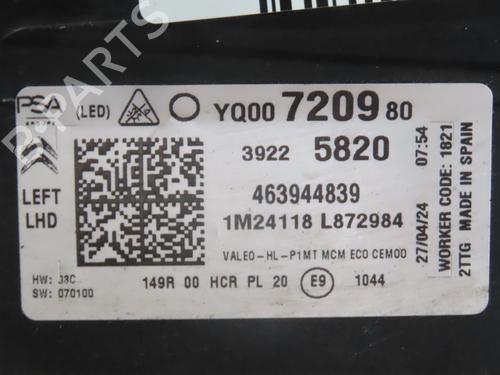 B-PARTS
PSA (LED) YQ00 7209 80
3922 5820
LEFT
LHD
463944839
1M24118 L872984
VALEO-HL-P1MT MCM ECO CEMOO
HW: J3C
SW: 070100
149R 00 HCR PL 20 E9 1044
27/04/24 07:54
WORKER CODE: 1821
2TTG MADE IN SPAIN